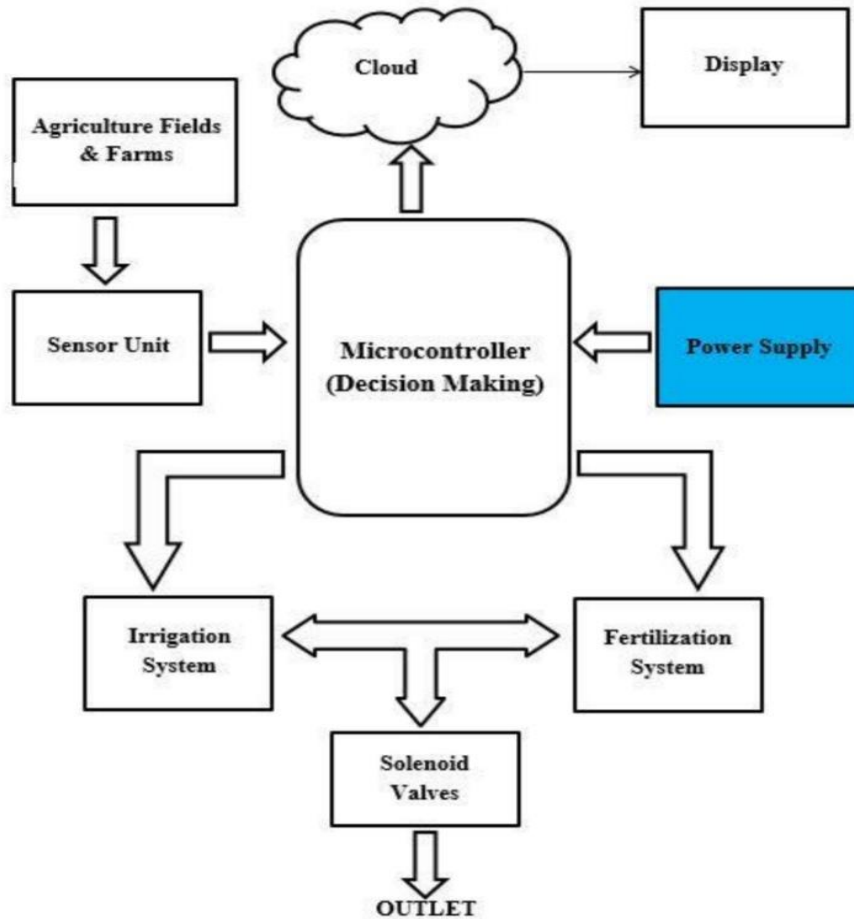 Cloud
Display
Agriculture Fields
& Farms
Sensor Unit
Microcontroller
(Decision Making)
Power Supply
Irrigation
System
Fertilization
System
Solenoid
Valves
OUTLET